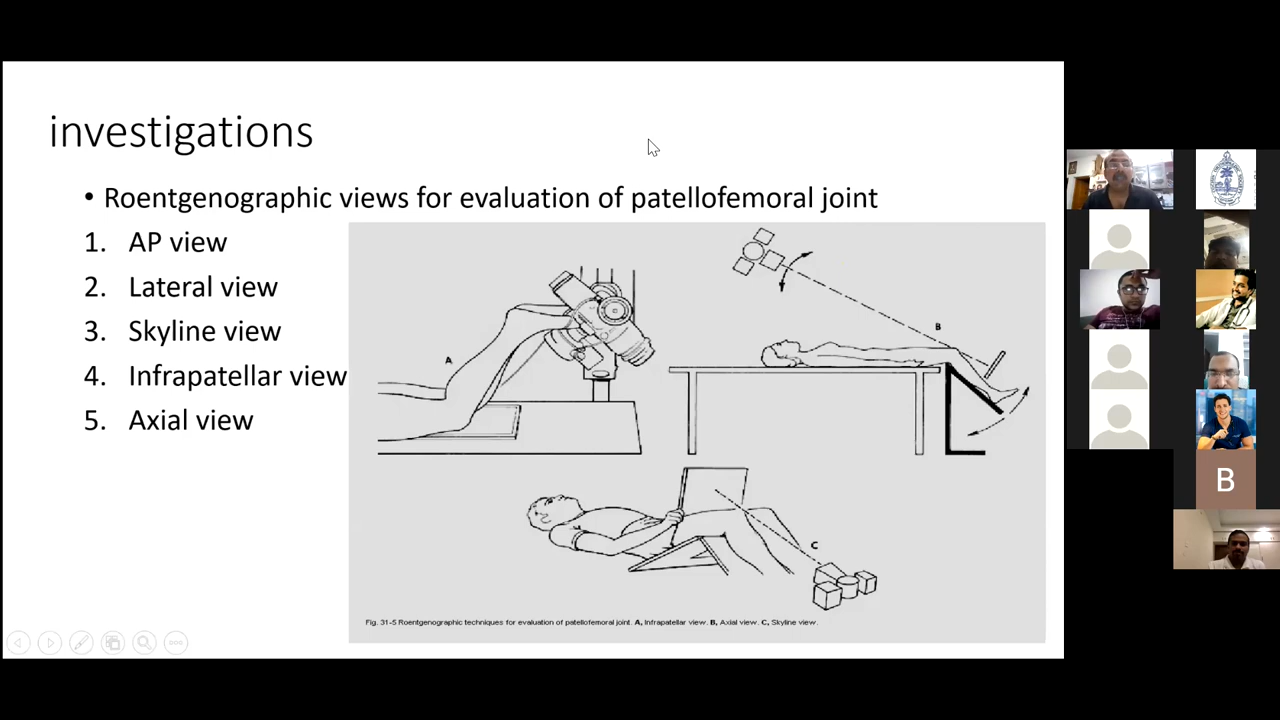 investigations
• Roentgenographic views for evaluation of patellofemoral joint
1. AP view
2. Lateral view
3. Skyline view
4. Infrapatellar view
5. Axial view
A
B
C
Fig. 31-5 Roentgenographic techniques for evaluation of patellofemoral joint. A, Infrapatellar view. B, Axial view. C, Skyline view.
B